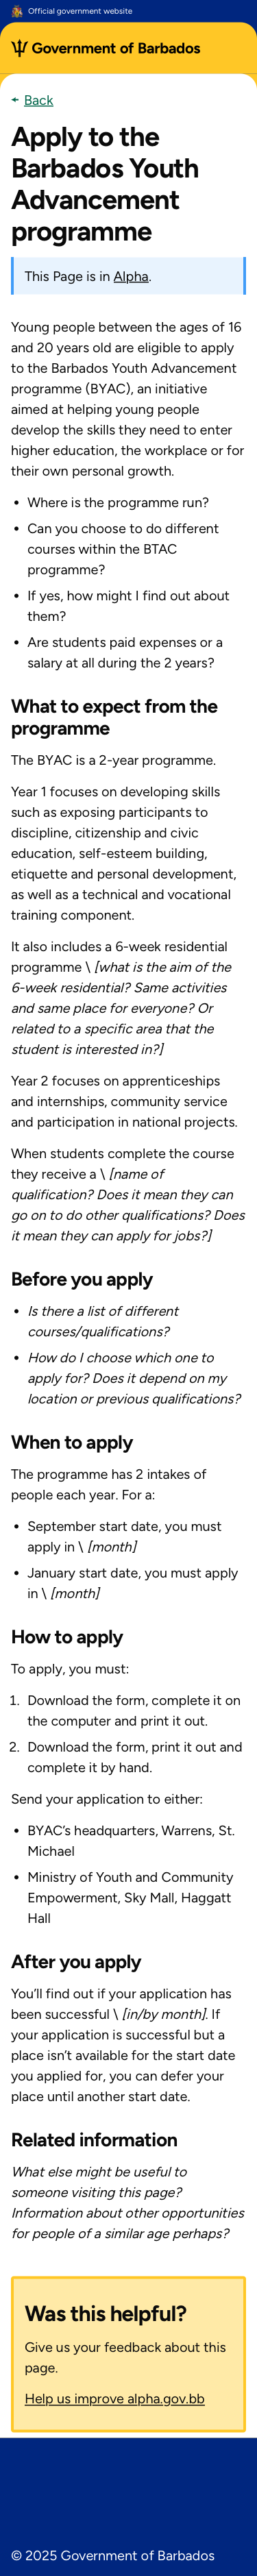 Official government website
Government of Barbados
Back
Apply to the
Barbados Youth
Advancement
programme
This Page is in Alpha.
Young people between the ages of 16
and 20 years old are eligible to apply
to the Barbados Youth Advancement
programme (BYAC), an initiative
aimed at helping young people
develop the skills they need to enter
higher education, the workplace or for
their own personal growth.
• Where is the programme run?
• Can you choose to do different
courses within the BTAC
programme?
• If yes, how might I find out about
them?
• Are students paid expenses or a
salary at all during the 2 years?
What to expect from the
programme
The BYAC is a 2-year programme.
Year 1 focuses on developing skills
such as exposing participants to
discipline, citizenship and civic
education, self-esteem building,
etiquette and personal development,
as well as a technical and vocational
training component.
It also includes a 6-week residential
programme \ [what is the aim of the
6-week residential? Same activities
and same place for everyone? Or
related to a specific area that the
student is interested in?]
Year 2 focuses on apprenticeships
and internships, community service
and participation in national projects.
When students complete the course
they receive a \ [name of
qualification? Does it mean they can
go on to do other qualifications? Does
it mean they can apply for jobs?]
Before you apply
• Is there a list of different
courses/qualifications?
• How do I choose which one to
apply for? Does it depend on my
location or previous qualifications?
When to apply
The programme has 2 intakes of
people each year. For a:
• September start date, you must
apply in \ [month]
• January start date, you must apply
in \ [month]
How to apply
To apply, you must:
1. Download the form, complete it on
the computer and print it out.
2. Download the form, print it out and
complete it by hand.
Send your application to either:
• BYAC’s headquarters, Warrens, St.
Michael
• Ministry of Youth and Community
Empowerment, Sky Mall, Haggatt
Hall
After you apply
You’ll find out if your application has
been successful \ [in/by month]. If
your application is successful but a
place isn’t available for the start date
you applied for, you can defer your
place until another start date.
Related information
What else might be useful to
someone visiting this page?
Information about other opportunities
for people of a similar age perhaps?
Was this helpful?
Give us your feedback about this
page.
Help us improve alpha.gov.bb
© 2025 Government of Barbados